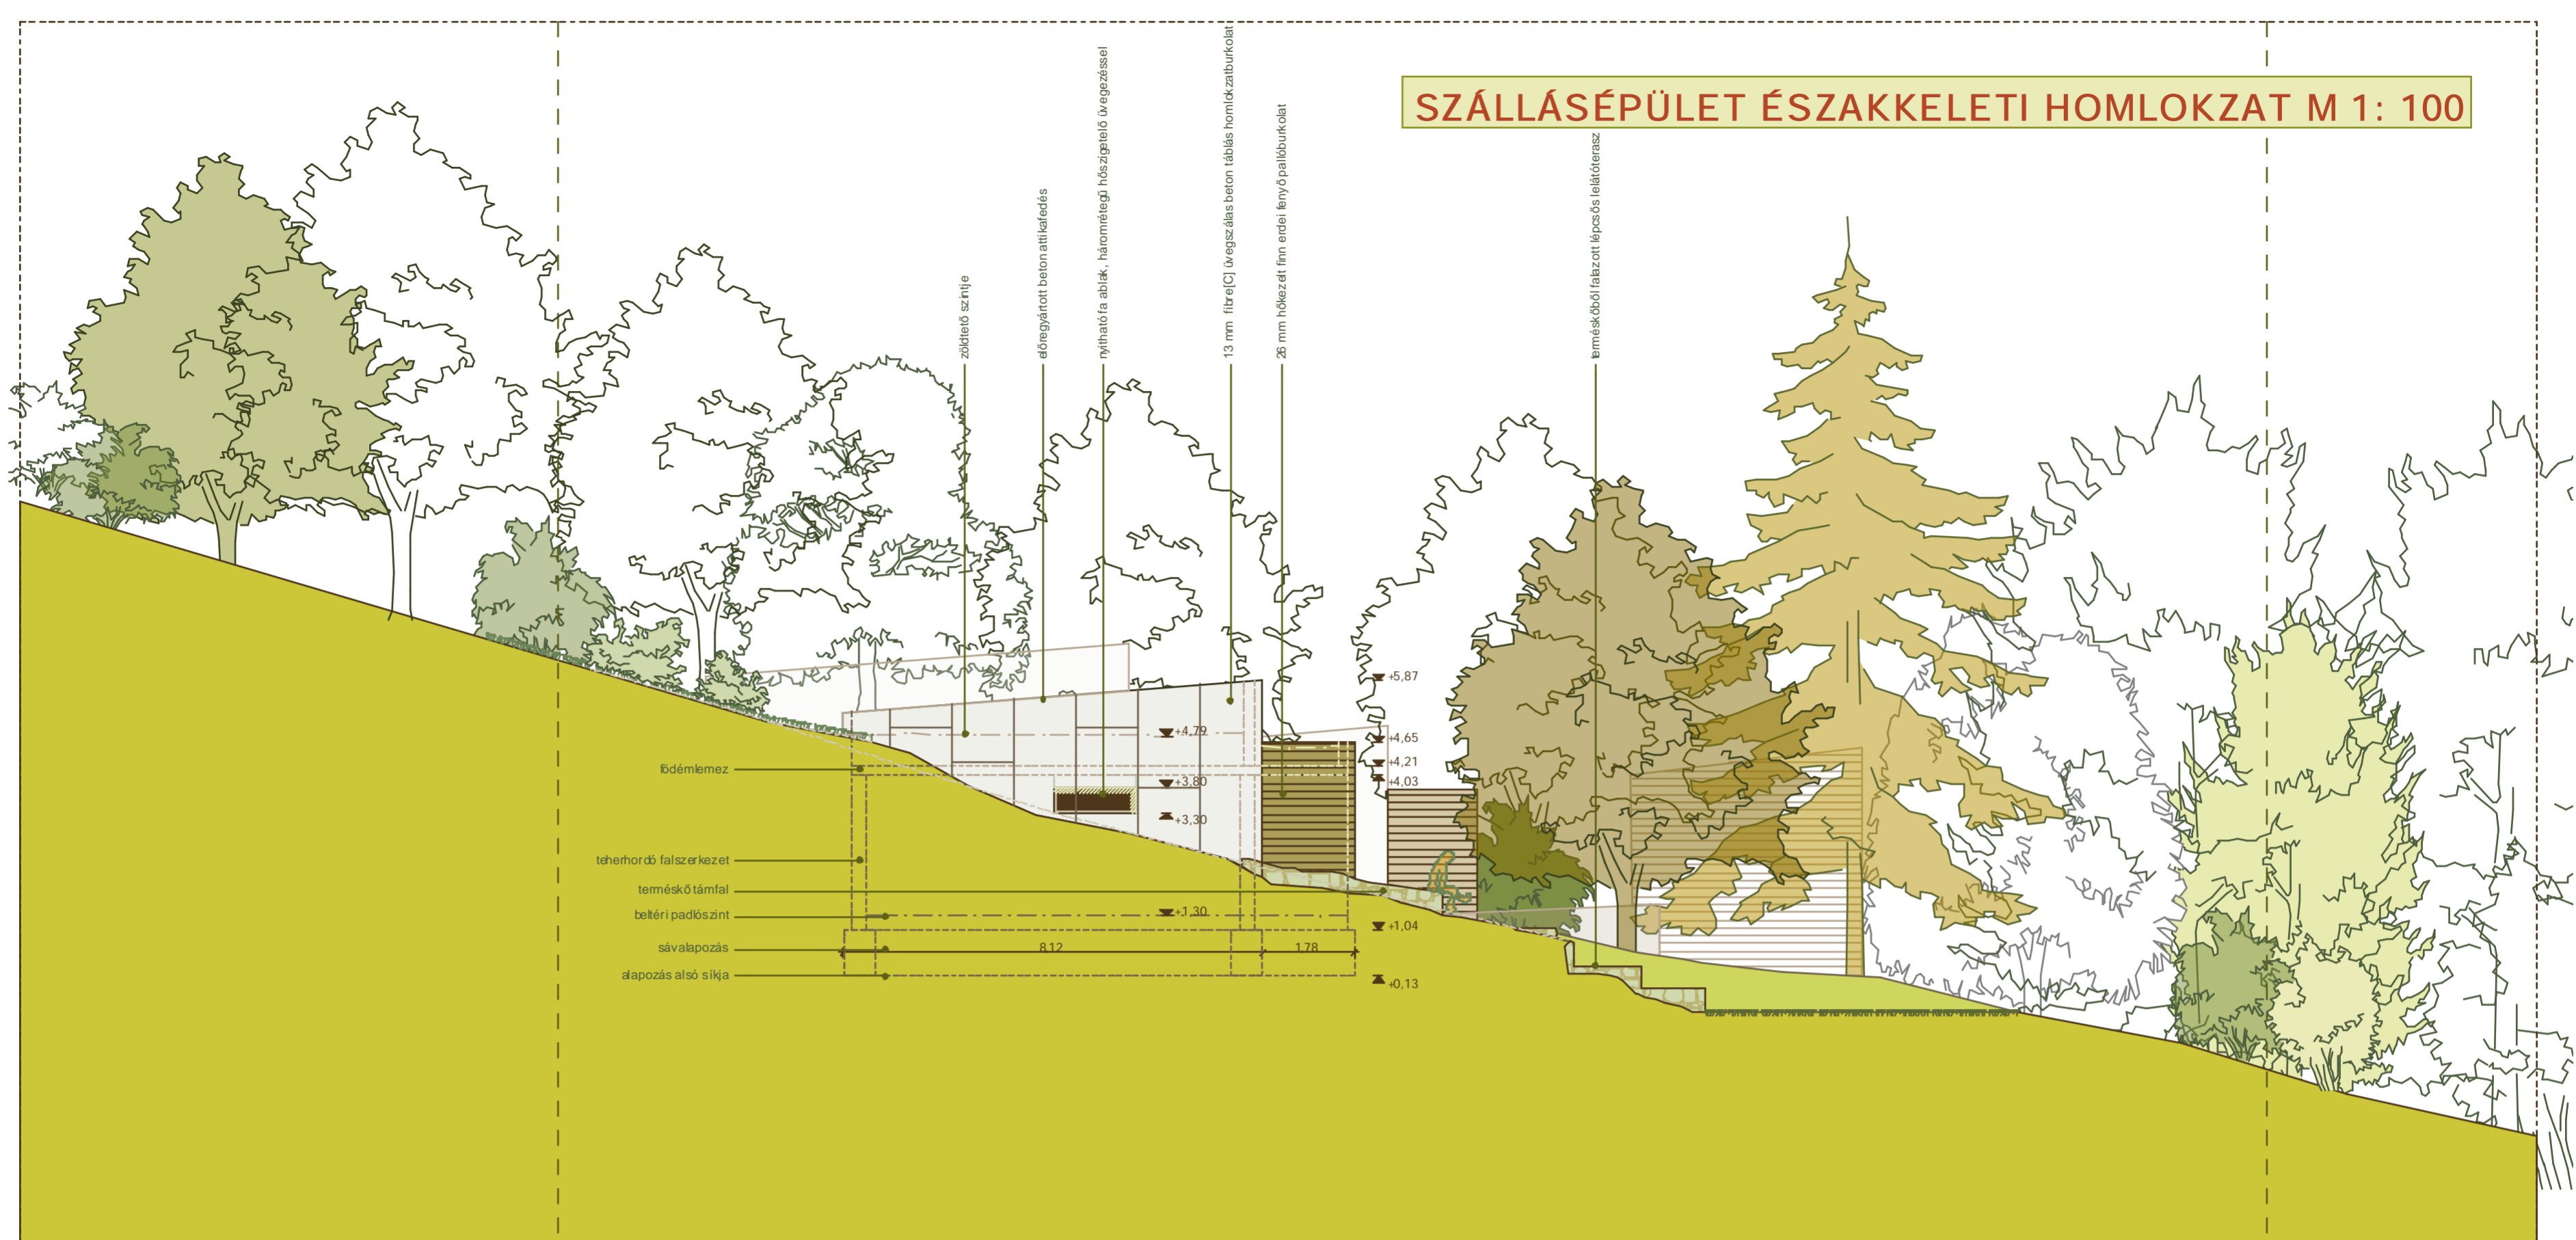 SZÁLLÁSÉPÜLET ÉSZAKKELETI HOMLOKZAT M 1: 100
zöldtető szintje
előregyártott beton attikafedés
nyitható fa ablak, háromrétegű hőszigetelő üvegezéssel
13 mm fibre[C] üvegszálas beton táblás homlokzatburkolat
26 mm hőkezelt finn erdei fenyő pallóburkolat
terméskőből falazott lépcsős lelátóterasz
+5,87
+4,79
+4,65
+4,21
+4,03
+3,80
+3,30
födémlemez
teherhordó falszerkezet
terméskő támfal
beltéri padlószint
+1,30
+1,04
sávalapozás
8,12
1,78
alapozás alsó síkja
+0,13